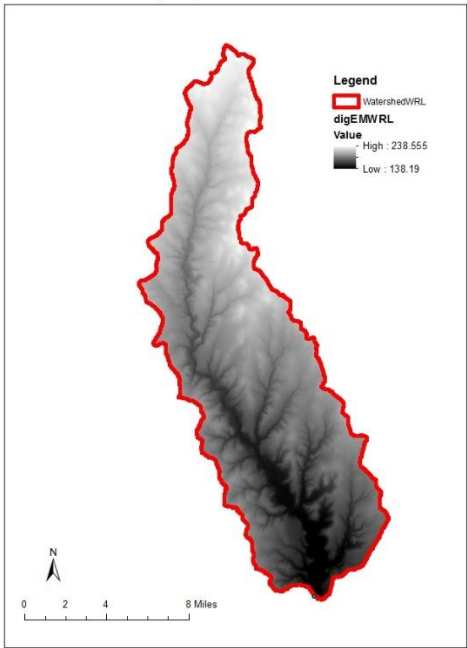 Legend
WatershedWRL
digEMWRL
Value
High : 238.555
Low : 138.19
N
0 2 4 8 Miles